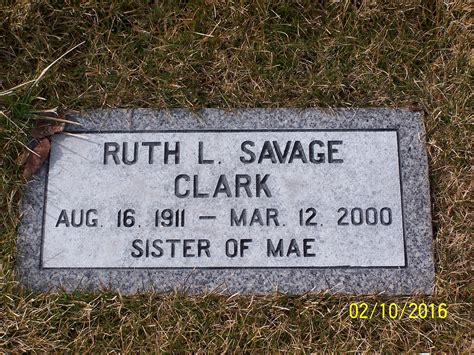 RUTH L. SAVAGE
CLARK
AUG. 16. 1911 — MAR. 12. 2000
SISTER OF MAE
02/10/2016